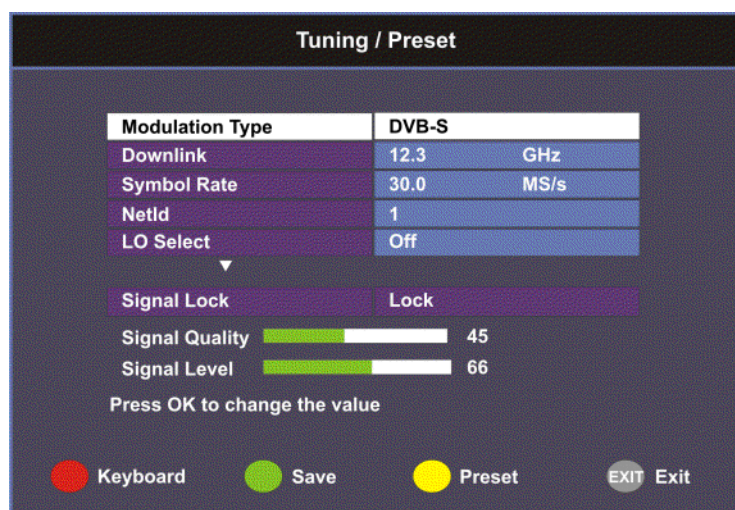 Tuning / Preset
Modulation Type DVB-S
Downlink 12.3 GHz
Symbol Rate 30.0 MS/s
NetId 1
LO Select Off
Signal Lock Lock
Signal Quality 45
Signal Level 66
Press OK to change the value
Keyboard Save Preset EXIT Exit